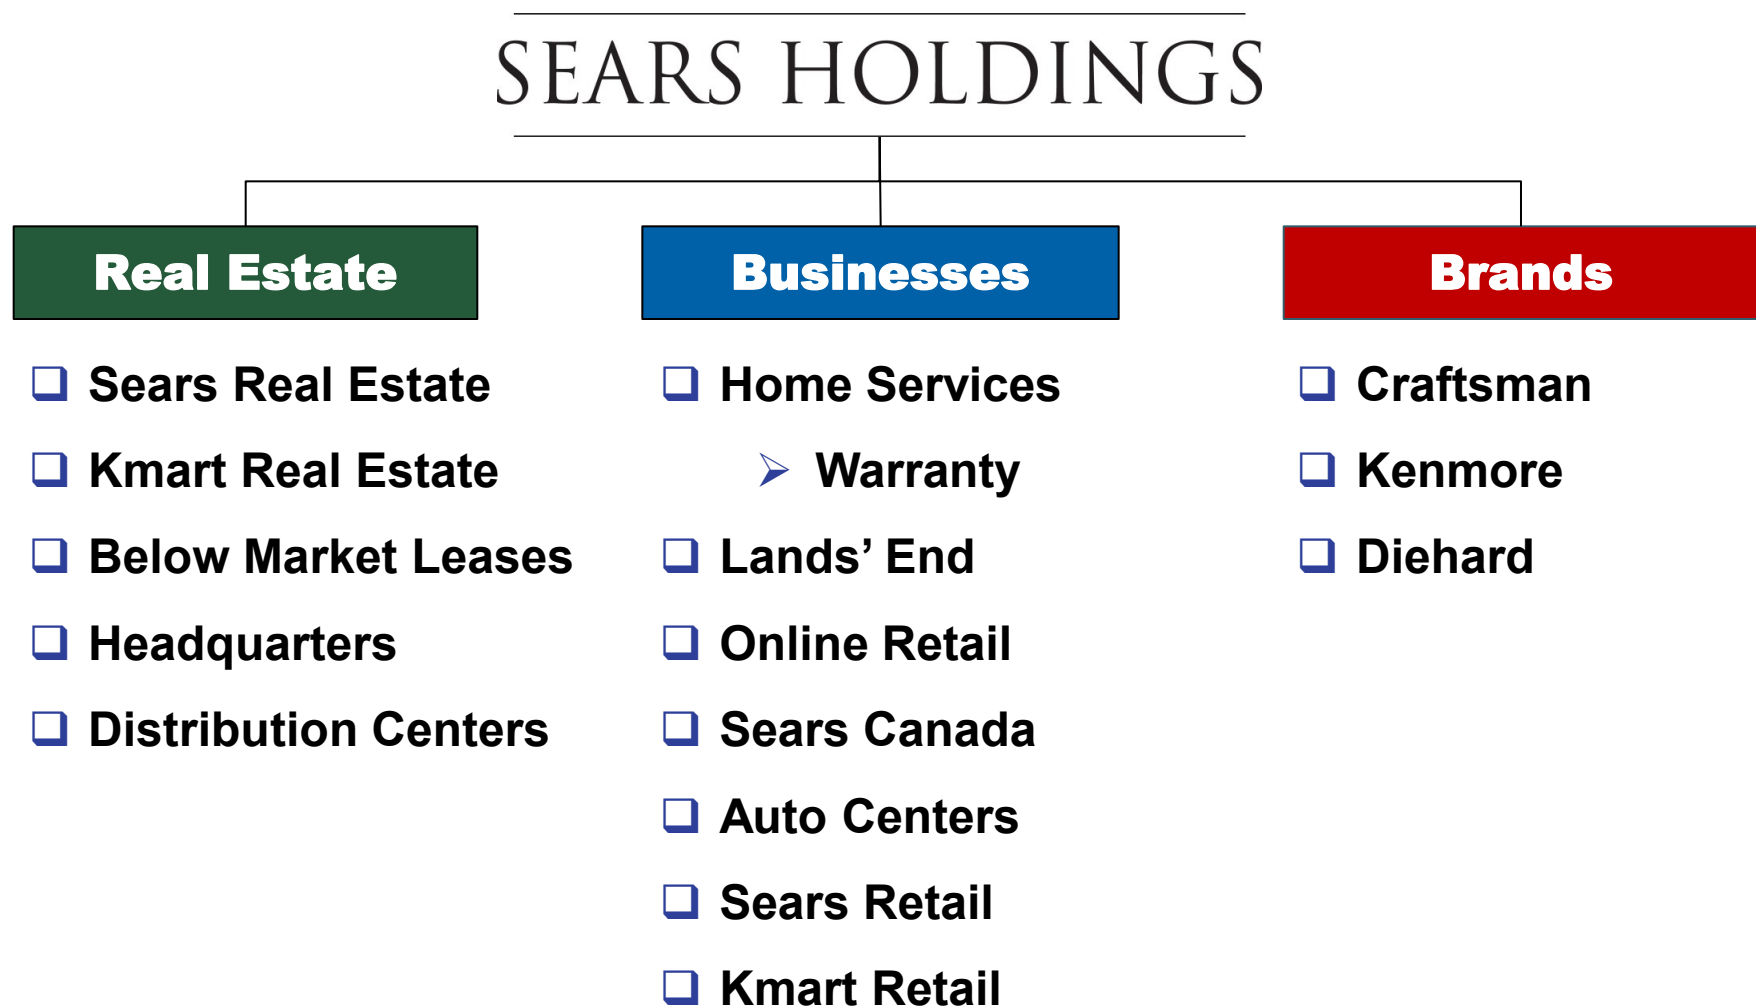 SEARS HOLDINGS
Real Estate
Sears Real Estate
Kmart Real Estate
Below Market Leases
Headquarters
Distribution Centers
Businesses
Home Services
Warranty
Lands’ End
Online Retail
Sears Canada
Auto Centers
Sears Retail
Kmart Retail
Brands
Craftsman
Kenmore
Diehard